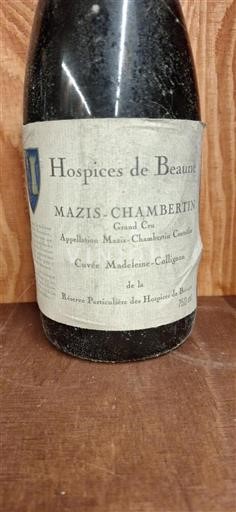 Hospices de Beaune
MAZIS-CHAMBERTIN
Grand Cru
Appellation Mazis-Chambertin Contrôlée
Cuvée Madeleine-Collignon
de la
Réserve Particulière des Hospices de Beaune
750 ml